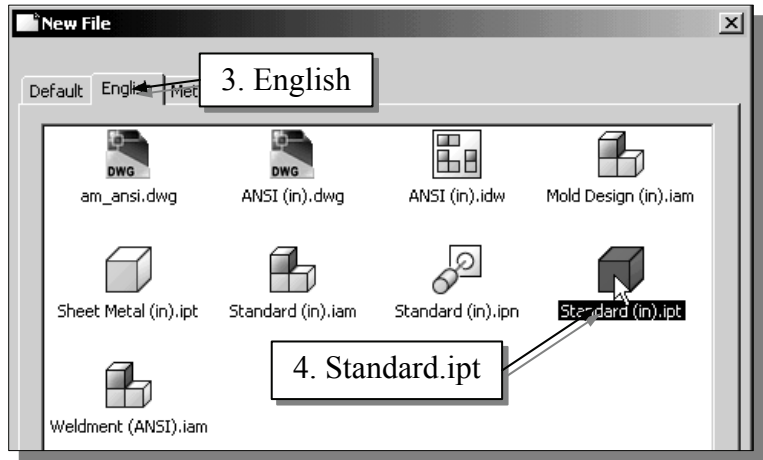 New File
Default English Met
3. English
DWG DWG
am_ansi.dwg ANSI (in).dwg ANSI (in).idw Mold Design (in).iam
Sheet Metal (in).ipt Standard (in).iam Standard (in).ipn Standard (in).ipt
4. Standard.ipt
Weldment (ANSI).iam